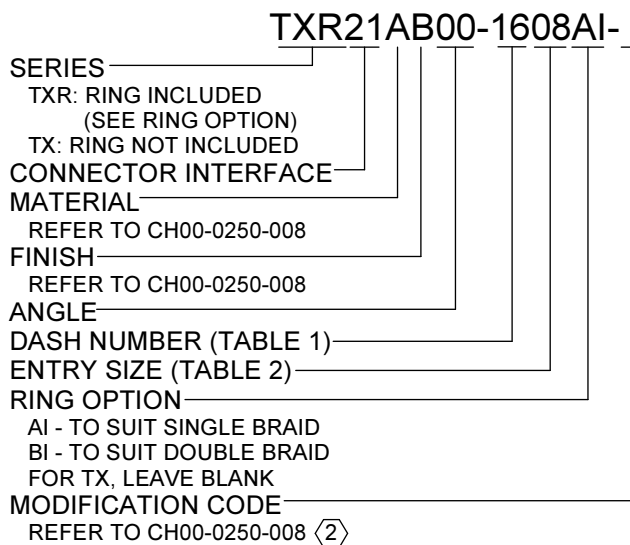 TXR21AB00-1608AI-
SERIES
TXR: RING INCLUDED
(SEE RING OPTION)
TX: RING NOT INCLUDED
CONNECTOR INTERFACE
MATERIAL
REFER TO CH00-0250-008
FINISH
REFER TO CH00-0250-008
ANGLE
DASH NUMBER (TABLE 1)
ENTRY SIZE (TABLE 2)
RING OPTION
AI - TO SUIT SINGLE BRAID
BI - TO SUIT DOUBLE BRAID
FOR TX, LEAVE BLANK
MODIFICATION CODE
REFER TO CH00-0250-008 2